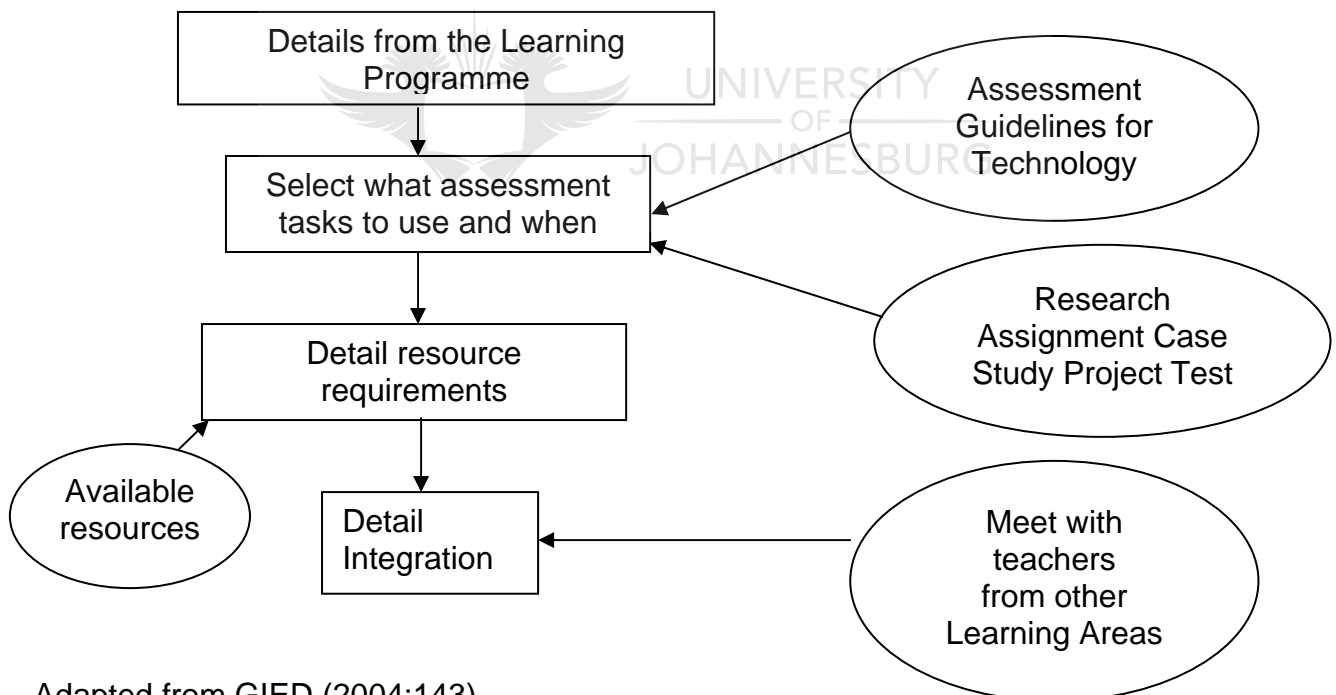 Details from the Learning
Programme
UNIVERSITY
OF
JOHANNESBURG
Assessment
Guidelines for
Technology
Select what assessment
tasks to use and when
Research
Assignment Case
Study Project Test
Detail resource
requirements
Available
resources
Detail
Integration
Meet with
teachers
from other
Learning Areas
Adapted from GIED (2004:143)